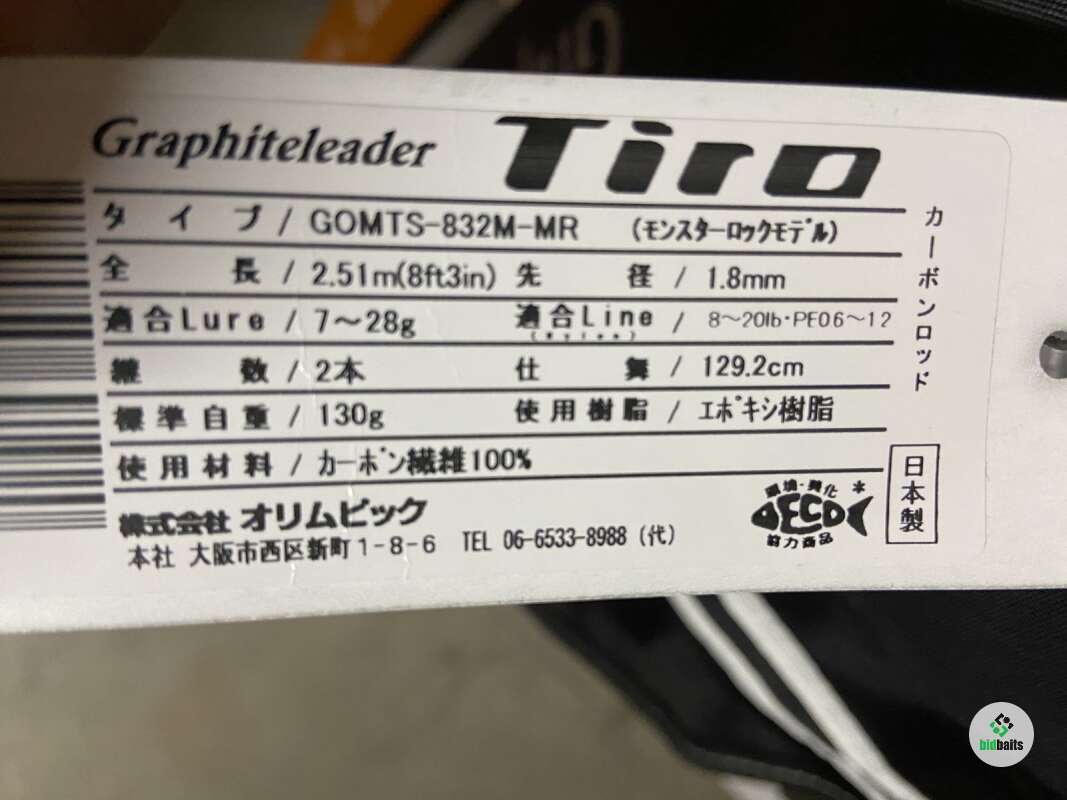 Graphiteleader Tiro
タイプ / GOMTS-832M-MR (モンスターロックモデル)
全長 / 2.51m(8ft3in) 先径 / 1.8mm
適合Lure / 7～28g 適合Line / 8～20lb・PE06～12
継数 / 2本 仕舞 / 129.2cm
標準自重 / 130g 使用樹脂 / エポキシ樹脂
使用材料 / カーボン繊維100%
カーボンロッド
株式会社 オリムピック
本社 大阪市西区新町1-8-6 TEL 06-6533-8988 (代)
環境・美化
ECO
協力商品
日本製
bidbaits